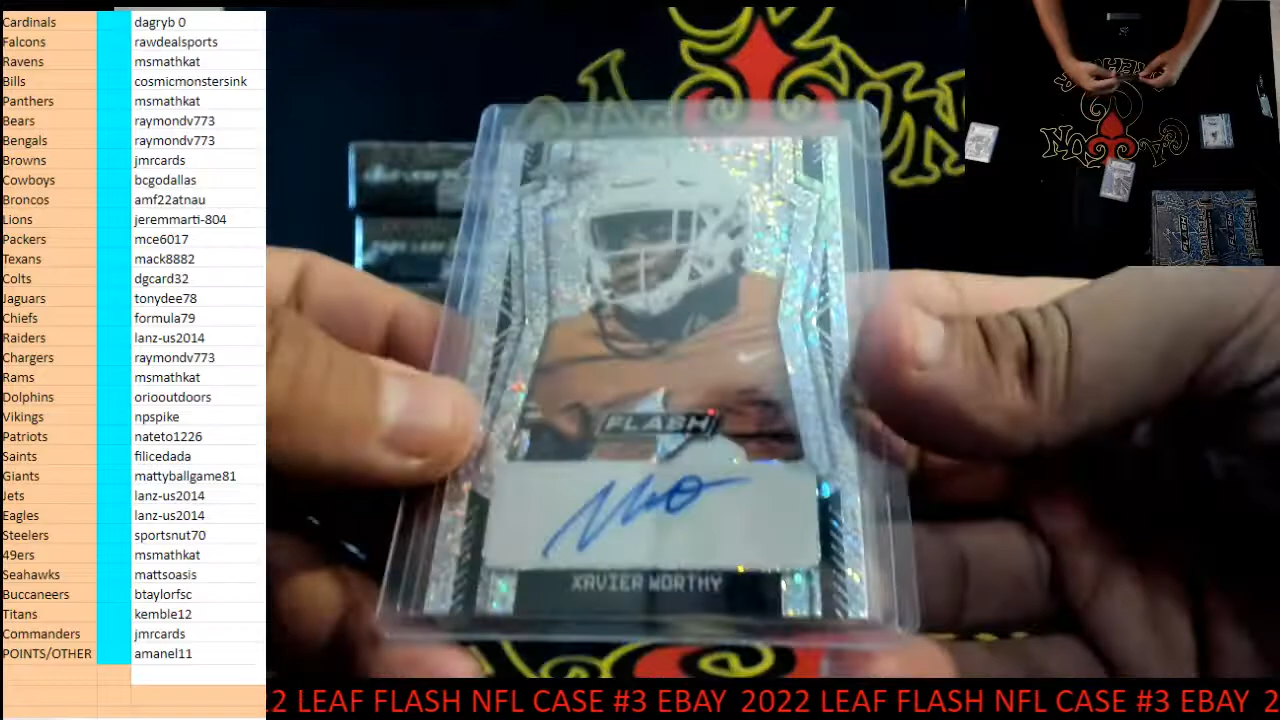 Cardinals dagryb 0
Falcons rawdealsports
Ravens msmathkat
Bills cosmicmonstersink
Panthers msmathkat
Bears raymondv773
Bengals raymondv773
Browns jmrcards
Cowboys bcgodallas
Broncos amf22atnau
Lions jeremmarti-804
Packers mce6017
Texans mack8882
Colts dgcard32
Jaguars tonydee78
Chiefs formula79
Raiders lanz-us2014
Chargers raymondv773
Rams msmathkat
Dolphins oriooutdoors
Vikings npspike
Patriots nateto1226
Saints filicedada
Giants mattyballgame81
Jets lanz-us2014
Eagles lanz-us2014
Steelers sportsnut70
49ers msmathkat
Seahawks mattsoasis
Buccaneers btaylorfsc
Titans kemble12
Commanders jmrcards
POINTS/OTHER amanel11
FLASH
XAVIER WORTHY
2 LEAF FLASH NFL CASE #3 EBAY 2022 LEAF FLASH NFL CASE #3 EBAY 2